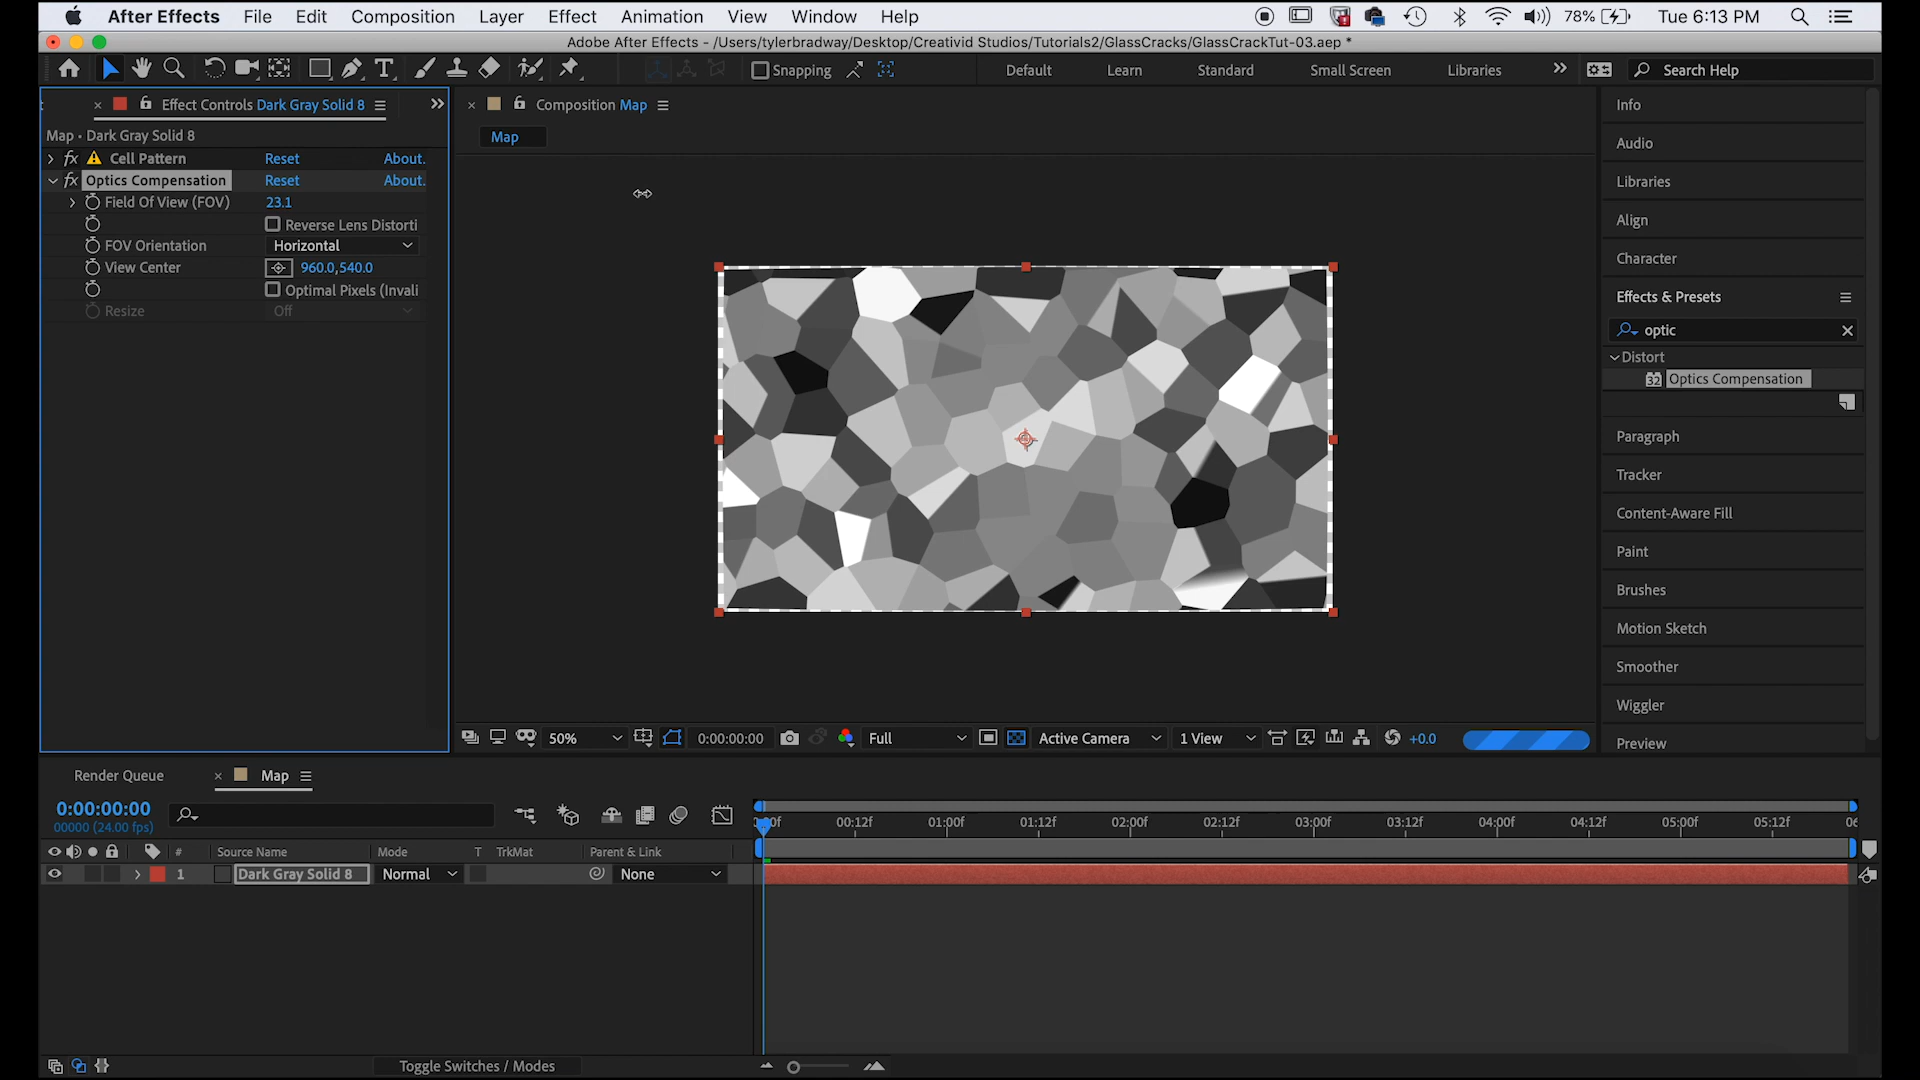 After Effects File Edit Composition Layer Effect Animation View Window Help 78% Tue 6:13 PM
Adobe After Effects - /Users/tylerbradway/Desktop/Creativid Studios/Tutorials2/GlassCracks/GlassCrackTut-03.aep *
T Snapping Default Learn Standard Small Screen Libraries Search Help
Effect Controls Dark Gray Solid 8
Map • Dark Gray Solid 8
fx Cell Pattern Reset About.
fx Optics Compensation Reset About.
Field Of View (FOV) 23.1
Reverse Lens Distorti
FOV Orientation Horizontal
View Center 960.0,540.0
Optimal Pixels (Invali
Resize Off
Composition Map
Map
50% 0:00:00:00 Full Active Camera 1 View +0.0
Info
Audio
Libraries
Align
Character
Effects & Presets
optic
Distort
32 Optics Compensation
Paragraph
Tracker
Content-Aware Fill
Paint
Brushes
Motion Sketch
Smoother
Wiggler
Preview
Render Queue Map
0:00:00:00
00000 (24.00 fps)
00:12f 01:00f 01:12f 02:00f 02:12f 03:00f 03:12f 04:00f 04:12f 05:00f 05:12f
# Source Name Mode T TrkMat Parent & Link
1 Dark Gray Solid 8 Normal None
Toggle Switches / Modes